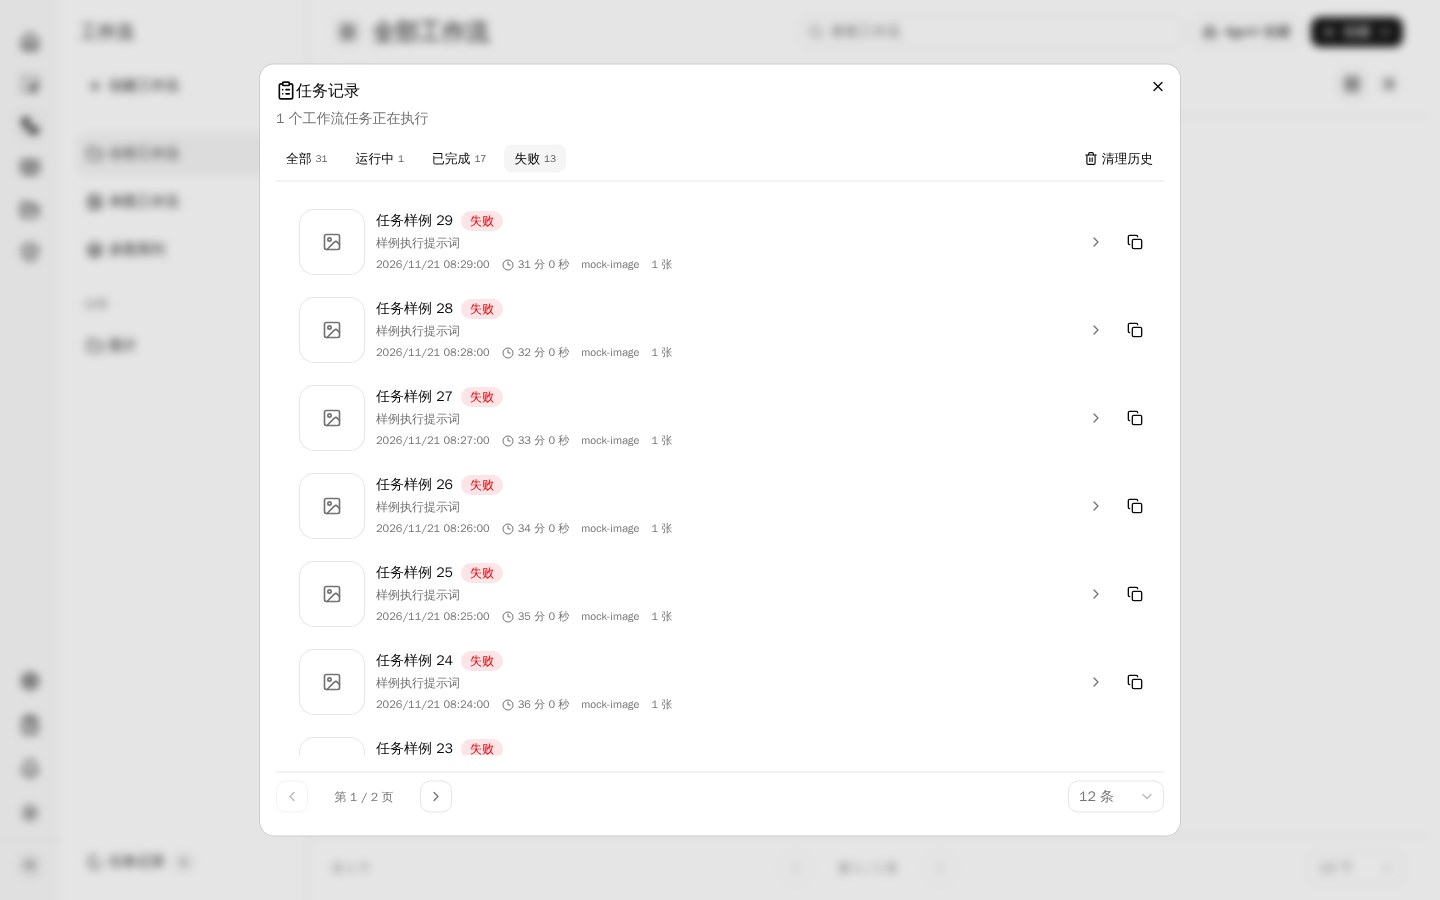 工作流
全部工作流
任务记录
1 个工作流任务正在执行
全部 31 运行中 1 已完成 17 失败 13 清理历史
任务样例 29 失败
样例执行提示词
2026/11/21 08:29:00 31 分 0 秒 mock-image 1 张
任务样例 28 失败
样例执行提示词
2026/11/21 08:28:00 32 分 0 秒 mock-image 1 张
任务样例 27 失败
样例执行提示词
2026/11/21 08:27:00 33 分 0 秒 mock-image 1 张
任务样例 26 失败
样例执行提示词
2026/11/21 08:26:00 34 分 0 秒 mock-image 1 张
任务样例 25 失败
样例执行提示词
2026/11/21 08:25:00 35 分 0 秒 mock-image 1 张
任务样例 24 失败
样例执行提示词
2026/11/21 08:24:00 36 分 0 秒 mock-image 1 张
任务样例 23 失败
第 1 / 2 页 12 条